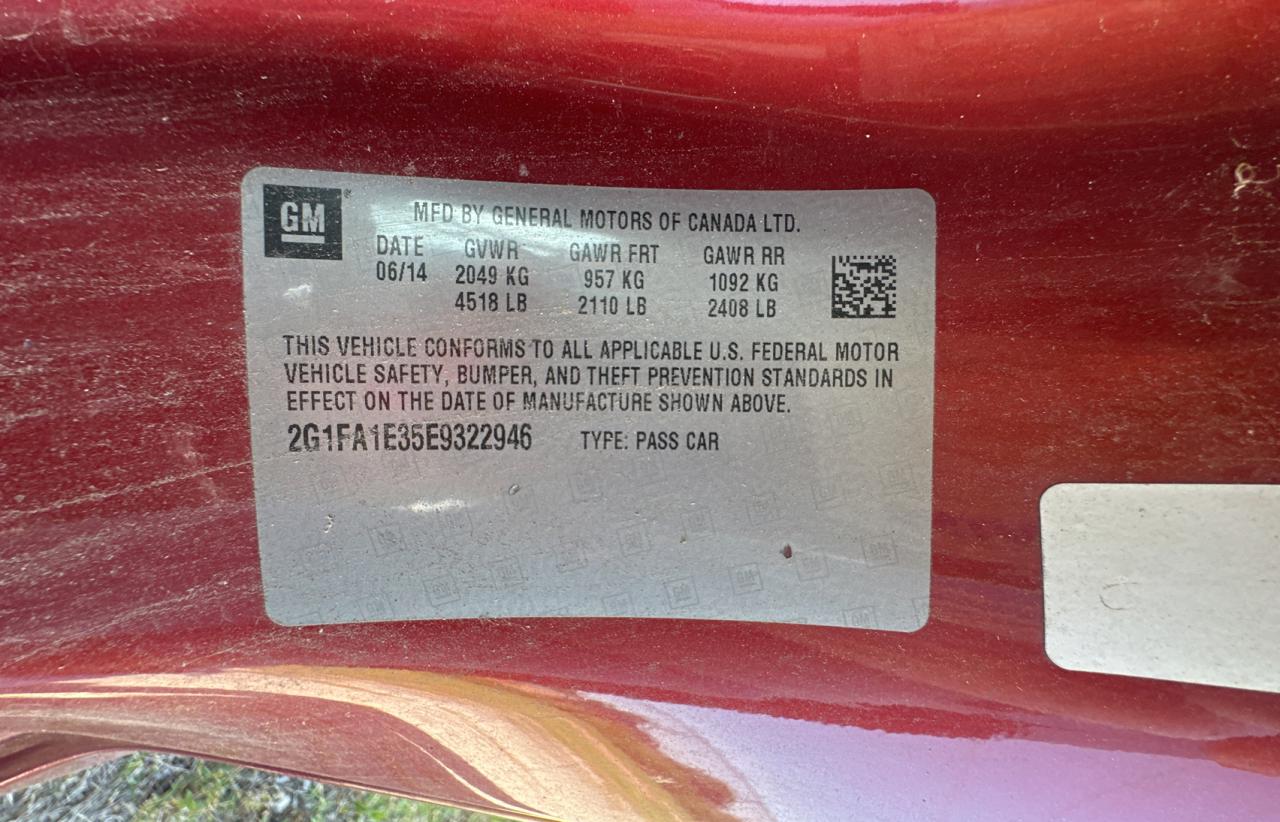 GM
MFD BY GENERAL MOTORS OF CANADA LTD.
DATE GVWR GAWR FRT GAWR RR
06/14 2049 KG 957 KG 1092 KG
4518 LB 2110 LB 2408 LB
THIS VEHICLE CONFORMS TO ALL APPLICABLE U.S. FEDERAL MOTOR
VEHICLE SAFETY, BUMPER, AND THEFT PREVENTION STANDARDS IN
EFFECT ON THE DATE OF MANUFACTURE SHOWN ABOVE.
2G1FA1E35E9322946 TYPE: PASS CAR